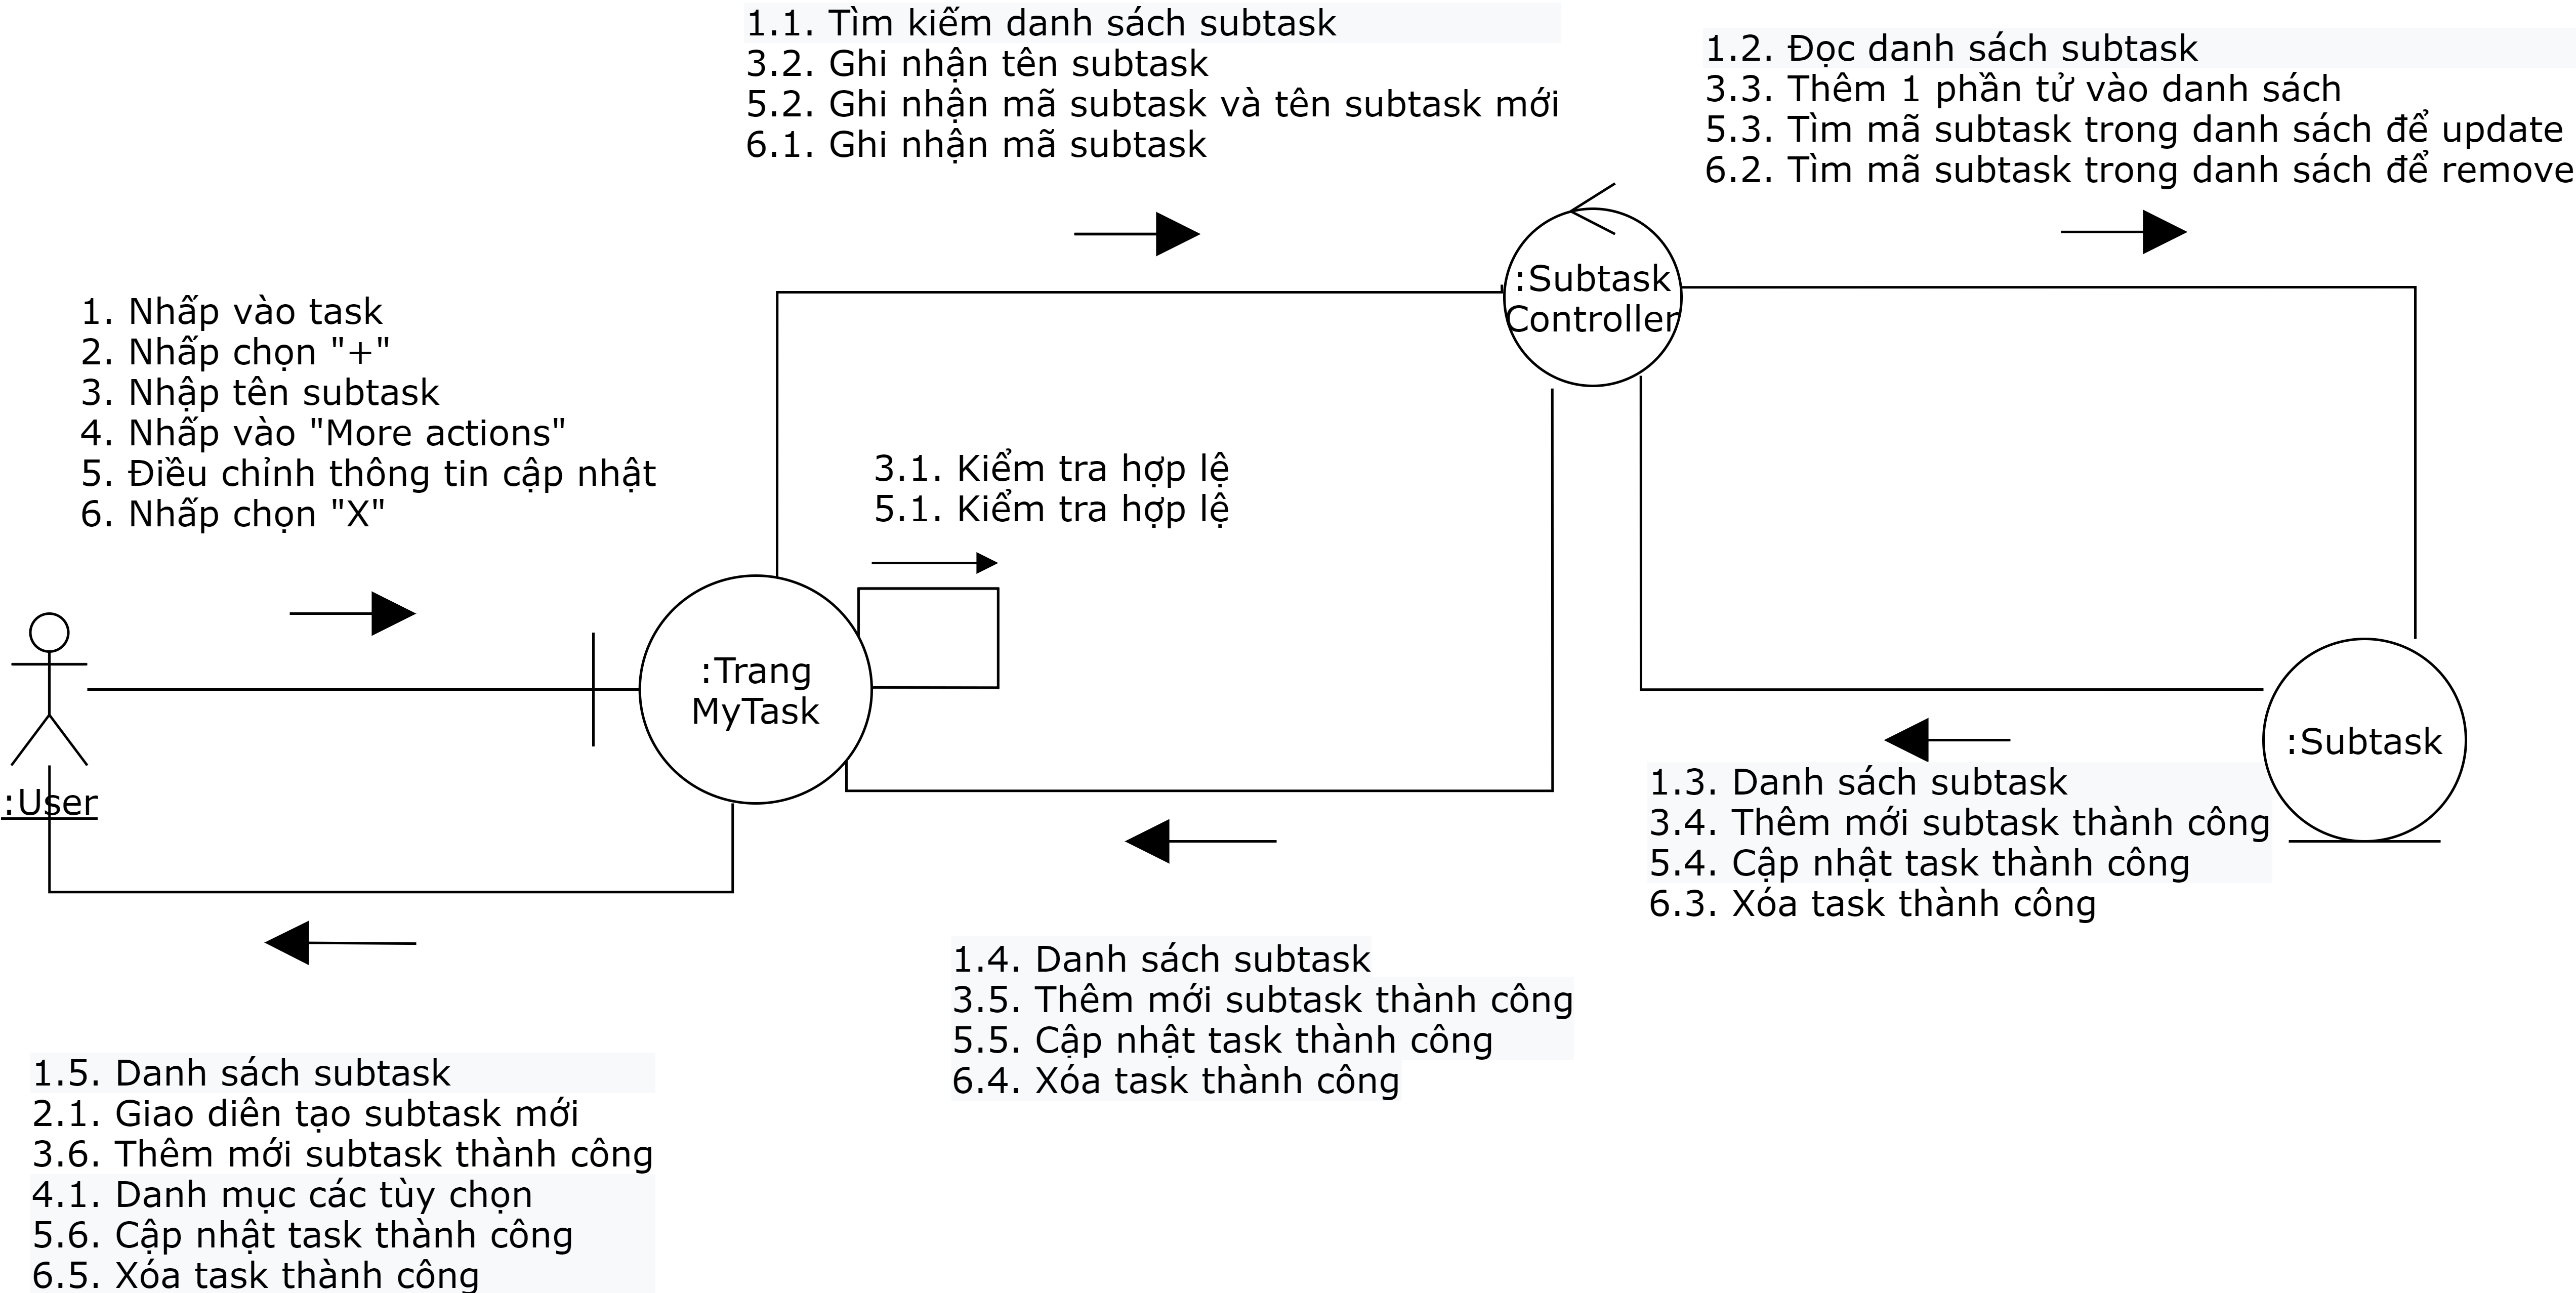 1.1. Tìm kiếm danh sách subtask
3.2. Ghi nhận tên subtask
5.2. Ghi nhận mã subtask và tên subtask mới
6.1. Ghi nhận mã subtask
1.2. Đọc danh sách subtask
3.3. Thêm 1 phần tử vào danh sách
5.3. Tìm mã subtask trong danh sách để update
6.2. Tìm mã subtask trong danh sách để remove
:Subtask
Controller
1. Nhấp vào task
2. Nhấp chọn "+"
3. Nhập tên subtask
4. Nhấp vào "More actions"
5. Điều chỉnh thông tin cập nhật
6. Nhấp chọn "X"
3.1. Kiểm tra hợp lệ
5.1. Kiểm tra hợp lệ
:Trang
MyTask
:User
:Subtask
1.3. Danh sách subtask
3.4. Thêm mới subtask thành công
5.4. Cập nhật task thành công
6.3. Xóa task thành công
1.4. Danh sách subtask
3.5. Thêm mới subtask thành công
5.5. Cập nhật task thành công
6.4. Xóa task thành công
1.5. Danh sách subtask
2.1. Giao diên tạo subtask mới
3.6. Thêm mới subtask thành công
4.1. Danh mục các tùy chọn
5.6. Cập nhật task thành công
6.5. Xóa task thành công